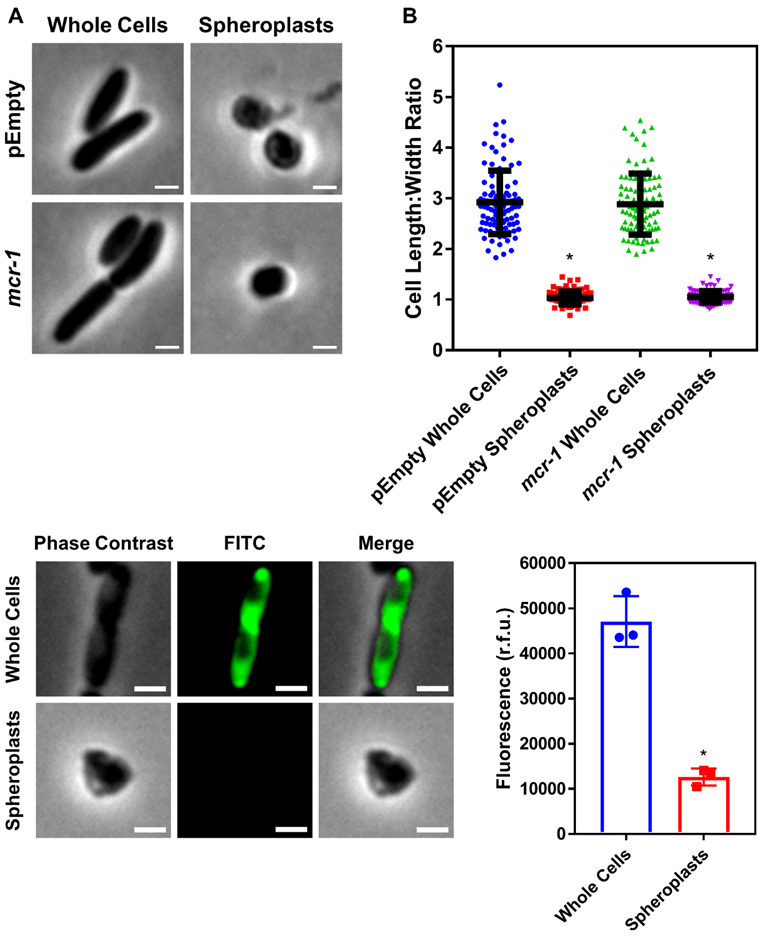 A
Whole Cells
Spheroplasts
pEmpty
mcr-1
B
Cell Length:Width Ratio
6
5
4
3
2
1
0
*
*
pEmpty Whole Cells
pEmpty Spheroplasts
mcr-1 Whole Cells
mcr-1 Spheroplasts
Phase Contrast
FITC
Merge
Whole Cells
Spheroplasts
Fluorescence (r.f.u.)
60000
50000
40000
30000
20000
10000
0
*
Whole Cells
Spheroplasts